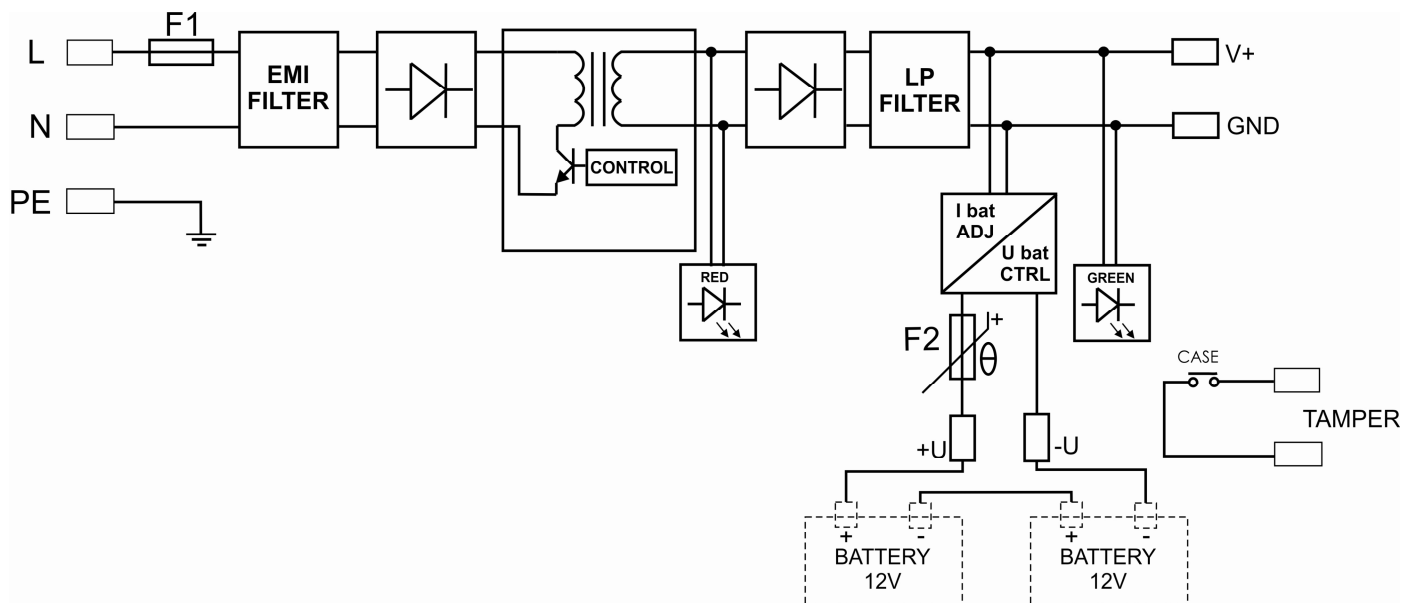 F1
L
EMI
FILTER
LP
FILTER
V+
N
CONTROL
GND
PE
I bat
ADJ
U bat
CTRL
RED
GREEN
F2
I+
θ
CASE
TAMPER
+U
-U
+ - + -
BATTERY BATTERY
12V 12V